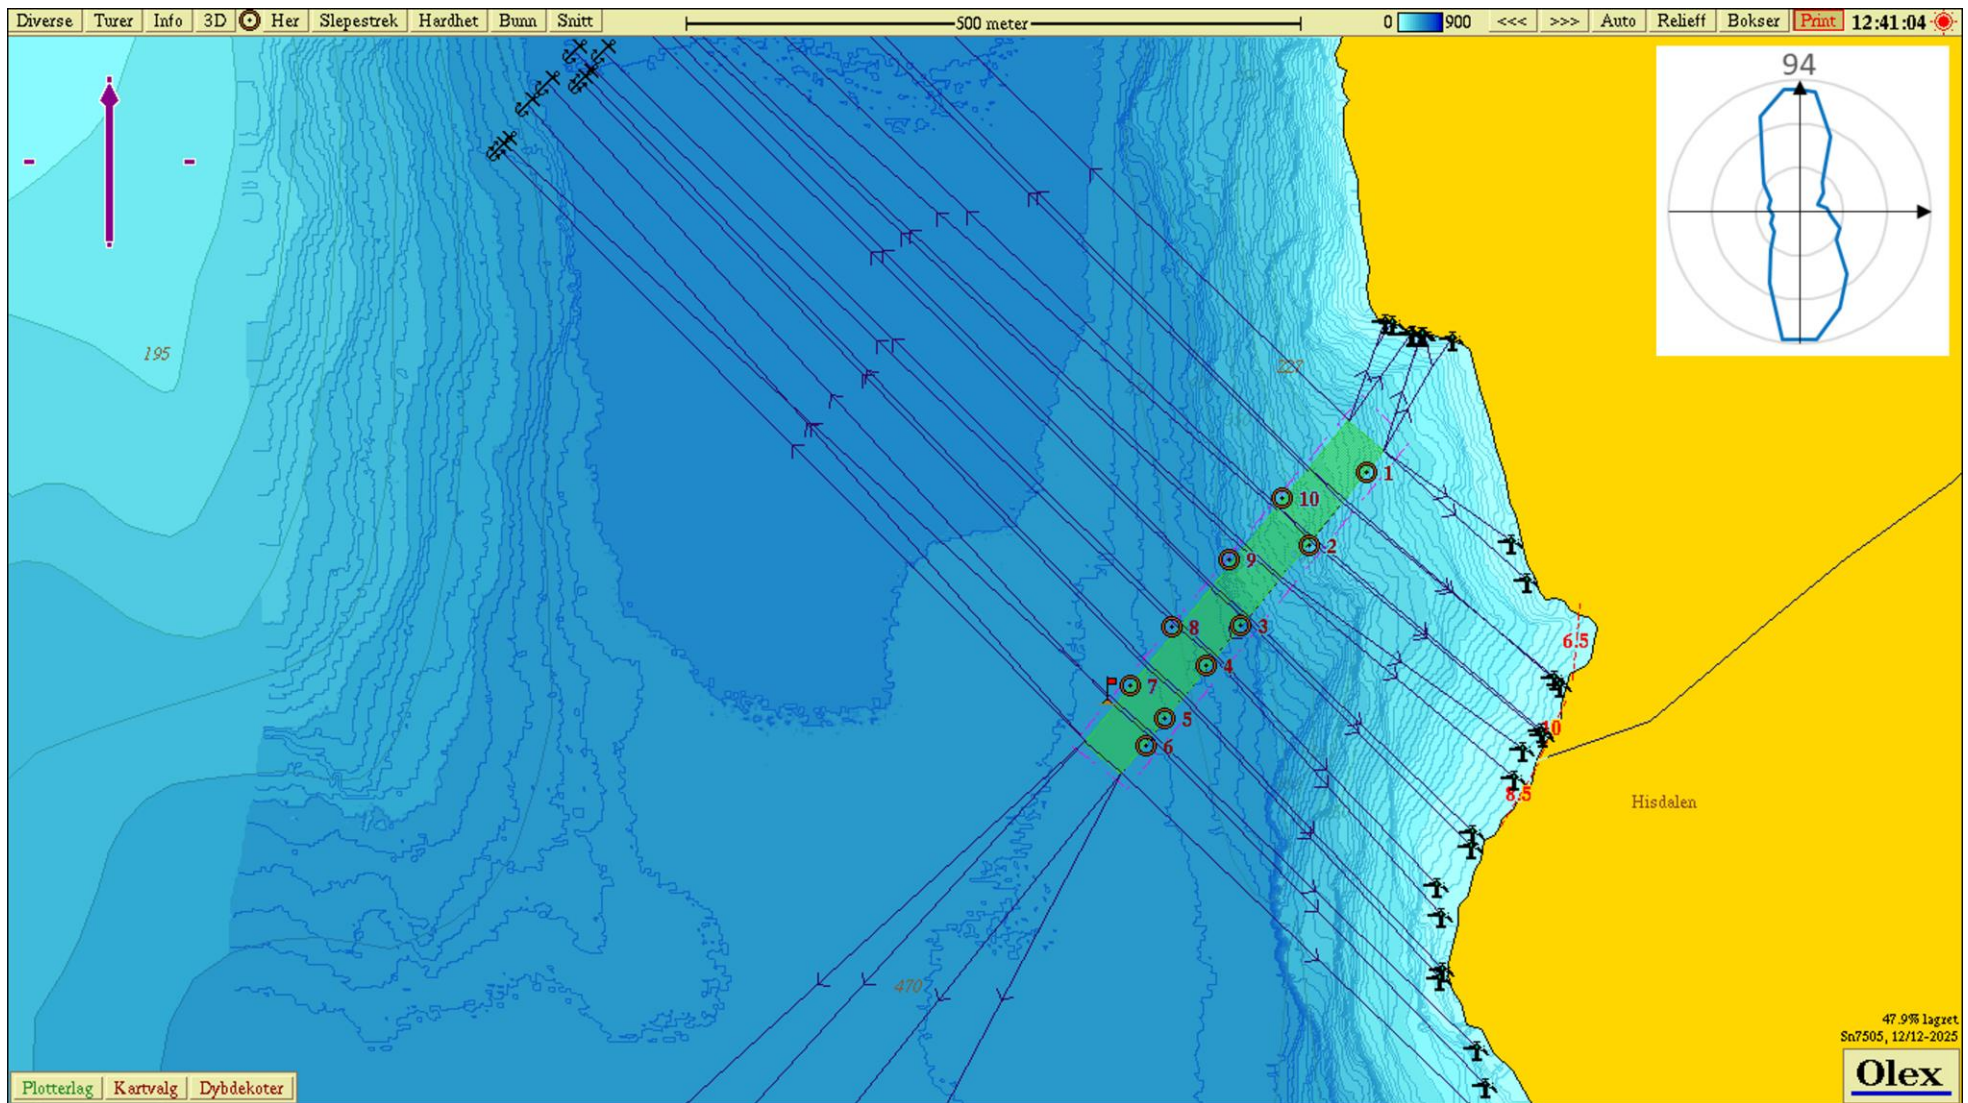 Diverse Turer Info 3D Her Slepestrek Hardhet Bunn Snitt 500 meter 0 900 <<< >>> Auto Relieff Bokser Print 12:41:04
94
195
227
1
10
2
9
3
8
6.5
4
7
5
10
6
8.5
Hisdalen
470
47.9% lagret
Sn7505, 12/12-2025
Plotterlag Kartvalg Dybdekoter
Olex